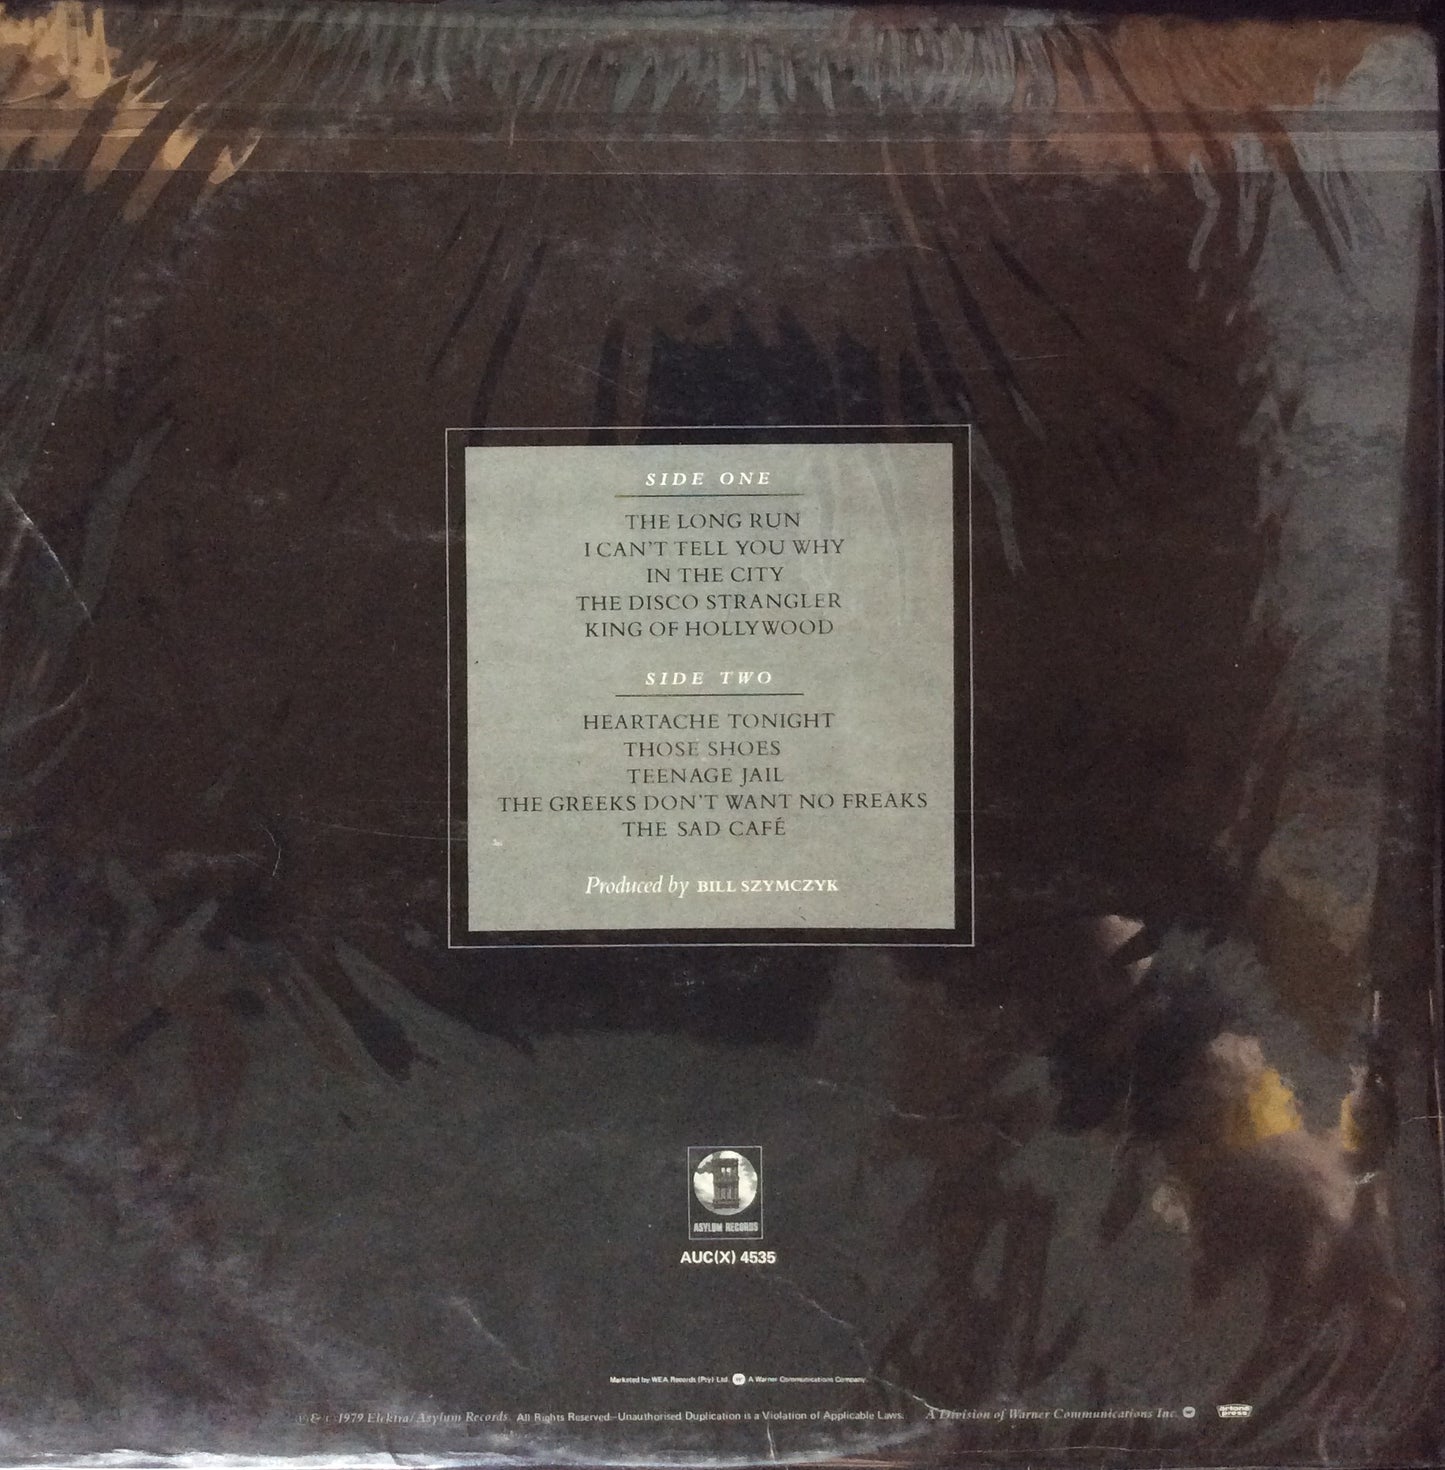 SIDE ONE
THE LONG RUN
I CAN'T TELL YOU WHY
IN THE CITY
THE DISCO STRANGLER
KING OF HOLLYWOOD
SIDE TWO
HEARTACHE TONIGHT
THOSE SHOES
TEENAGE JAIL
THE GREEKS DON'T WANT NO FREAKS
THE SAD CAFÉ
Produced by BILL SZYMCZYK
ASYLUM RECORDS
AUC(X) 4535
Marketed by WEA Records (Pty) Ltd. A Warner Communications Company
℗ & © 1979 Elektra/Asylum Records. All Rights Reserved–Unauthorised Duplication is a Violation of Applicable Laws. A Division of Warner Communications Inc. artone press